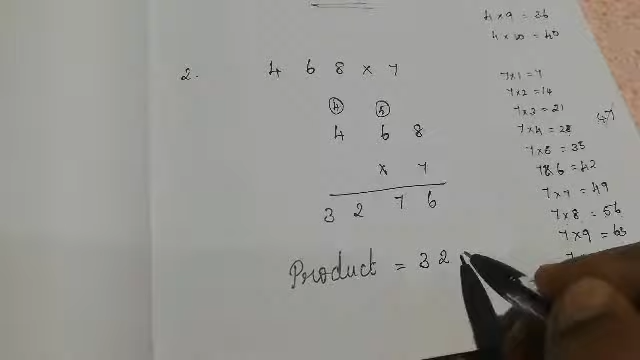 4 × 9 = 36
4 × 10 = 40
2. 4 6 8 × 7
7×1 = 7
7×2 = 14
7×3 = 21
7×4 = 28
47
7×5 = 35
7×6 = 42
7×7 = 49
7×8 = 56
7×9 = 63
4 5
4 6 8
× 7
3 2 7 6
Product = 3 2